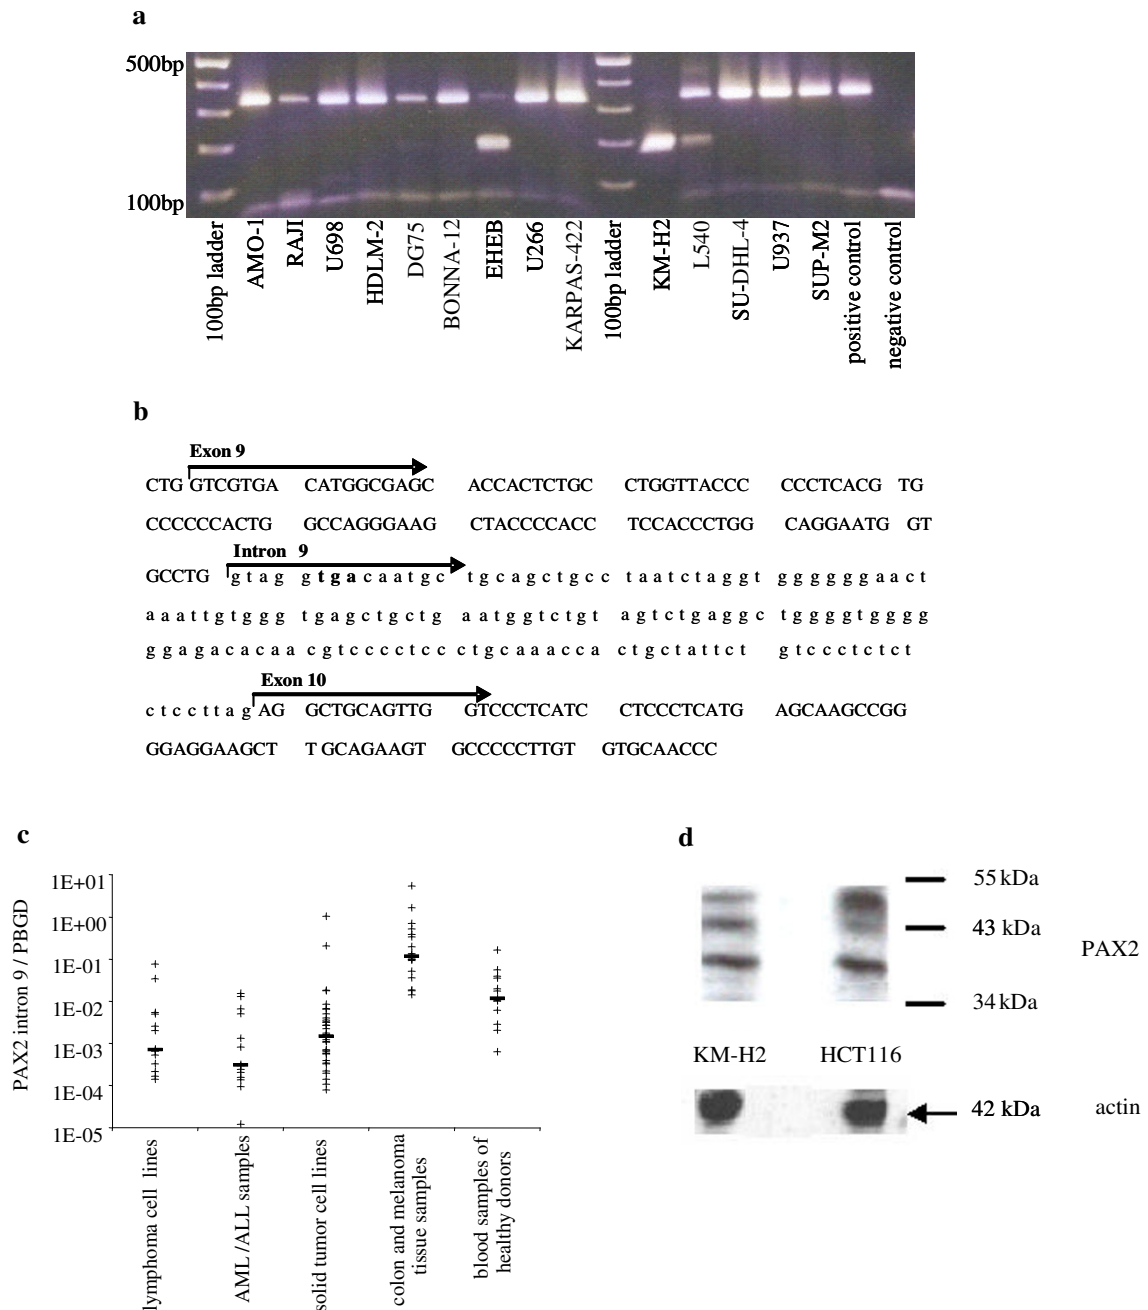 a
500bp
100bp
100bp ladder
AMO-1
RAJI
U698
HDLM-2
DG75
BONNA-12
EHEB
U266
KARPAS-422
100bp ladder
KM-H2
L540
SU-DHL-4
U937
SUP-M2
positive control
negative control
b
Exon 9
CTG GTCGTGA CATGGCGAGC ACCACTCTGC CTGGTTACCC CCCTCACG TG
CCCCCCACTG GCCAGGGAAG CTACCCCACC TCCACCCTGG CAGGAATG GT
Intron 9
GCCTG gtag gtgacaatgc tgcagctgcc taatctaggt ggggggaact
aaattgtggg tgagctgctg aatggtctgt agtctgaggc tggggtgggg
ggagacacaa cgtcccctcc ctgcaaacca ctgctattct gtccctctct
Exon 10
ctccttag AG GCTGCAGTTG GTCCCTCATC CTCCCTCATG AGCAAGCCGG
GGAGGAAGCT T GCAGAAGT GCCCCCTTGT GTGCAACCC
c
PAX2 intron 9 / PBGD
1E+01
1E+00
1E-01
1E-02
1E-03
1E-04
1E-05
lymphoma cell lines
AML /ALL samples
solid tumor cell lines
colon and melanoma
tissue samples
blood samples of
healthy donors
d
55 kDa
43 kDa
PAX2
34 kDa
KM-H2 HCT116
42 kDa actin